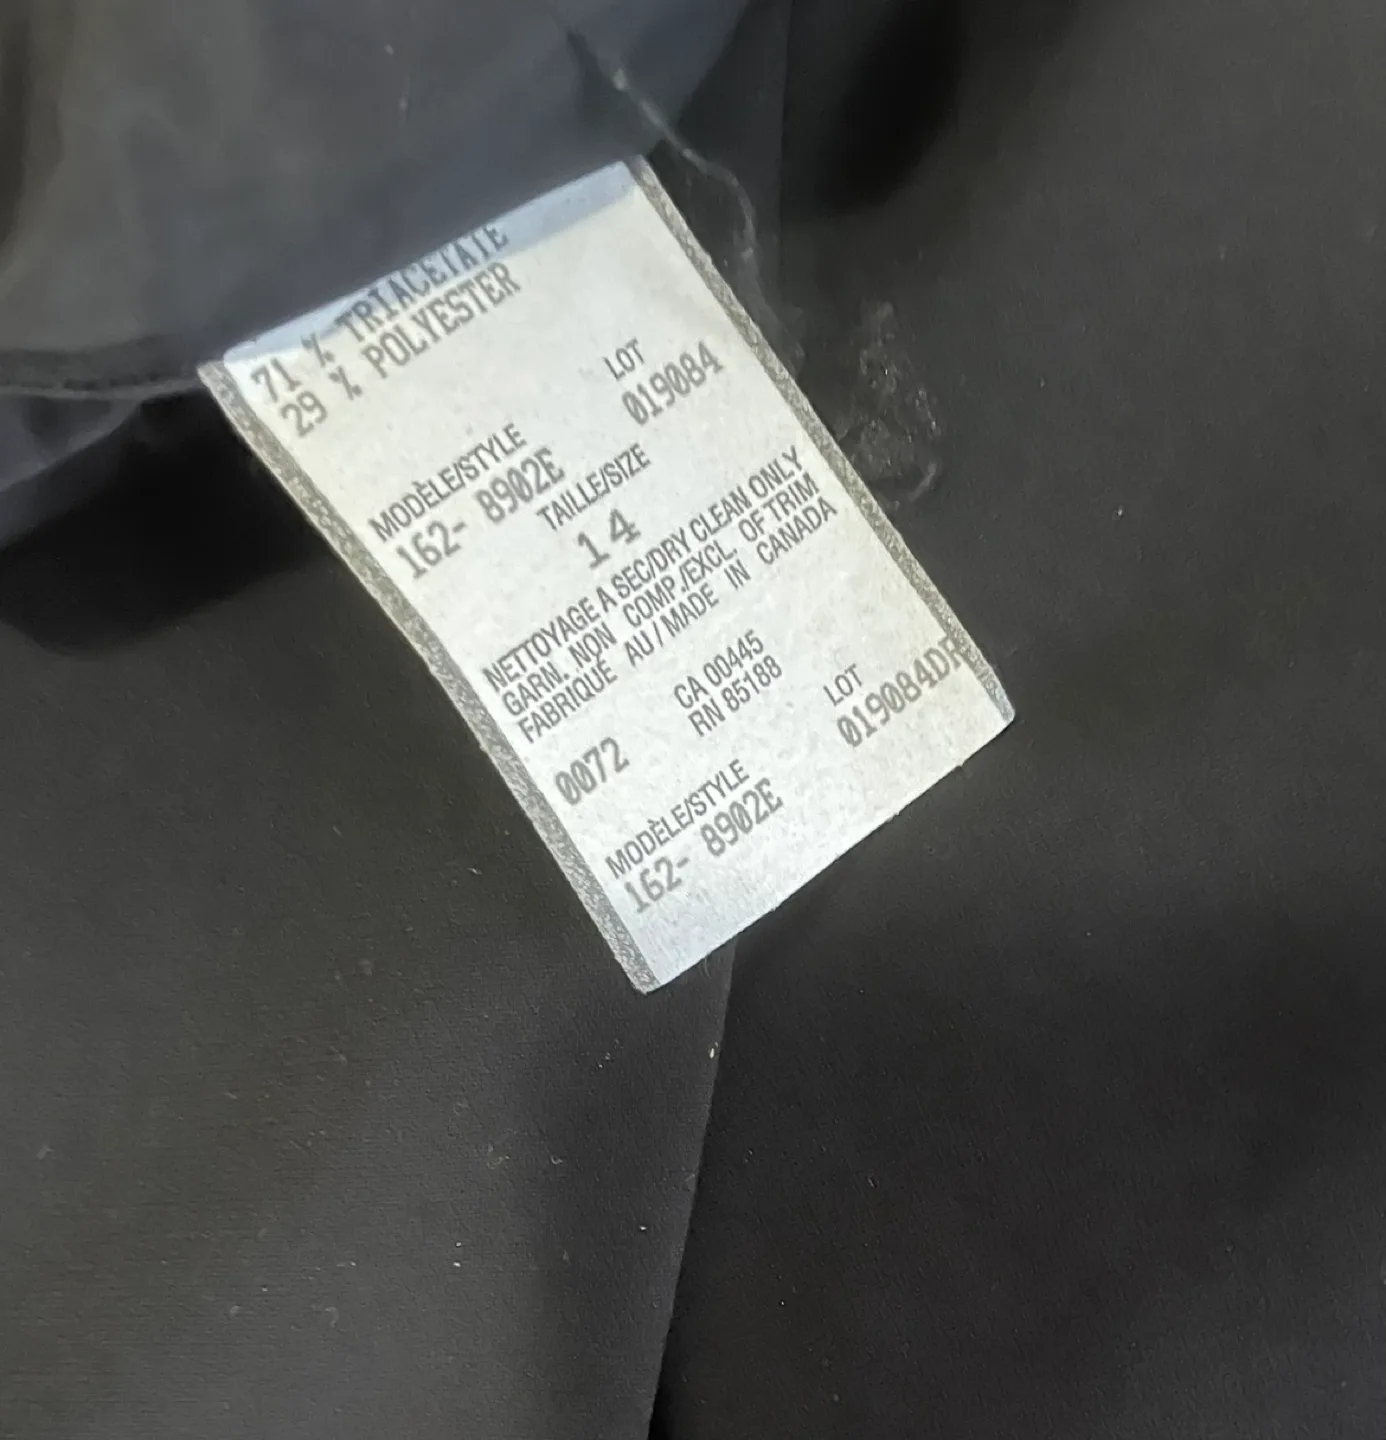 71 % TRIACETATE
29 % POLYESTER
LOT
019084
MODÈLE/STYLE
162- 8902E
TAILLE/SIZE
14
NETTOYAGE A SEC/DRY CLEAN ONLY
GARN. NON COMP./EXCL. OF TRIM
FABRIQUÉ AU / MADE IN CANADA
CA 00445
RN 85188
0072
LOT
019084DR
MODÈLE/STYLE
162- 8902E